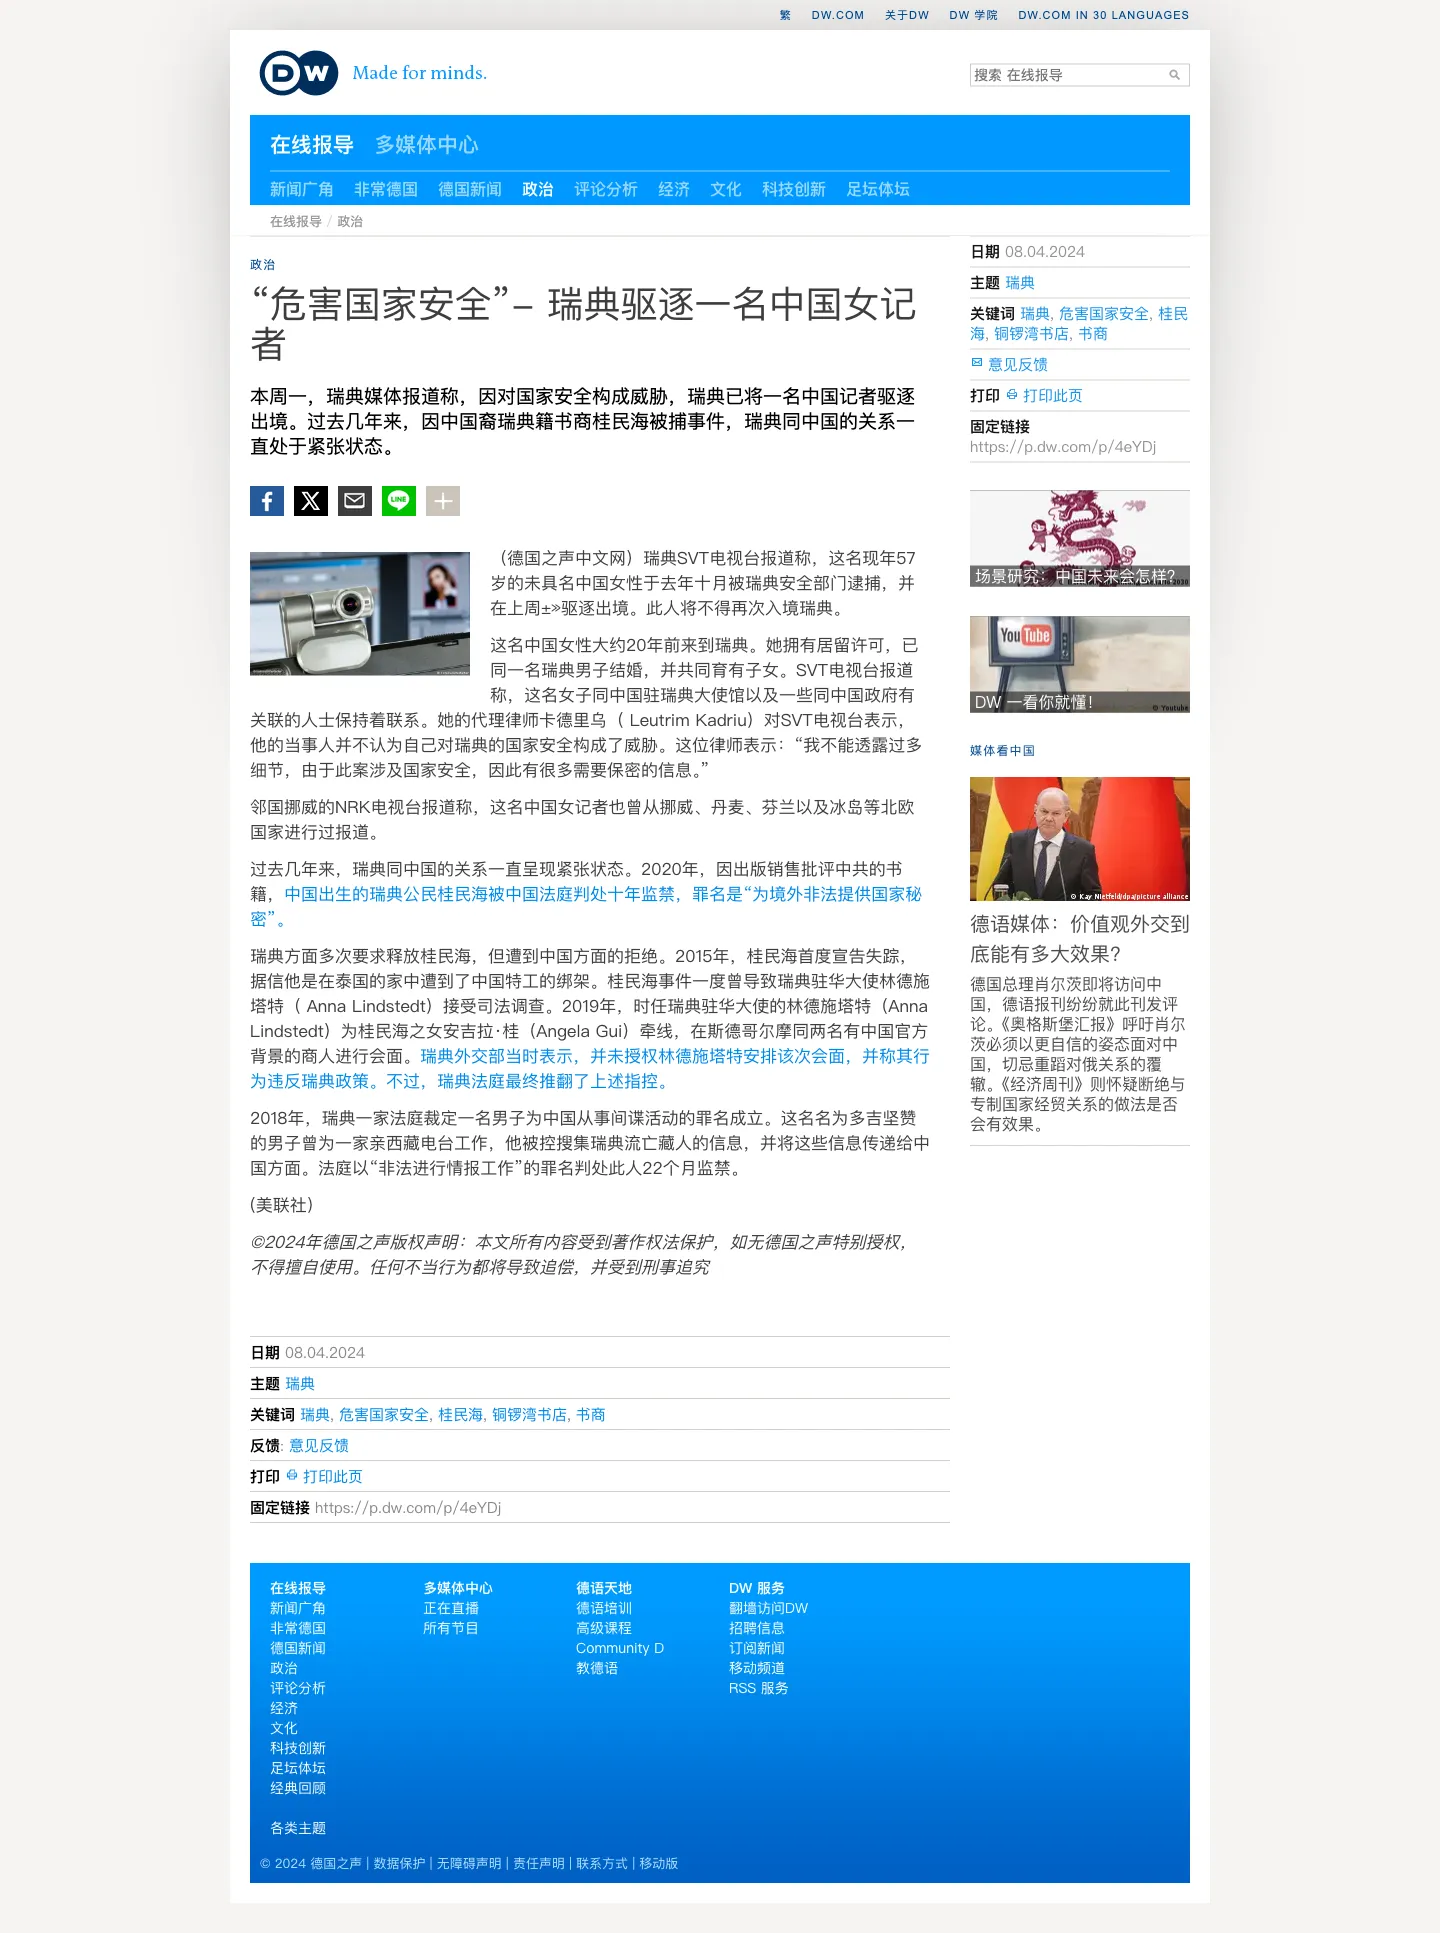 繁 DW.COM 关于DW DW 学院 DW.COM IN 30 LANGUAGES
DW Made for minds.
搜索 在线报导
在线报导 多媒体中心
新闻广角 非常德国 德国新闻 政治 评论分析 经济 文化 科技创新 足坛体坛
在线报导 / 政治
政治
“危害国家安全”– 瑞典驱逐一名中国女记
者
本周一，瑞典媒体报道称，因对国家安全构成威胁，瑞典已将一名中国记者驱逐
出境。过去几年来，因中国裔瑞典籍书商桂民海被捕事件，瑞典同中国的关系一
直处于紧张状态。
LINE
（德国之声中文网）瑞典SVT电视台报道称，这名现年57
岁的未具名中国女性于去年十月被瑞典安全部门逮捕，并
在上周±»驱逐出境。此人将不得再次入境瑞典。
这名中国女性大约20年前来到瑞典。她拥有居留许可，已
同一名瑞典男子结婚，并共同育有子女。SVT电视台报道
称，这名女子同中国驻瑞典大使馆以及一些同中国政府有
关联的人士保持着联系。她的代理律师卡德里乌（ Leutrim Kadriu）对SVT电视台表示，
他的当事人并不认为自己对瑞典的国家安全构成了威胁。这位律师表示：“我不能透露过多
细节，由于此案涉及国家安全，因此有很多需要保密的信息。”
邻国挪威的NRK电视台报道称，这名中国女记者也曾从挪威、丹麦、芬兰以及冰岛等北欧
国家进行过报道。
过去几年来，瑞典同中国的关系一直呈现紧张状态。2020年，因出版销售批评中共的书
籍，中国出生的瑞典公民桂民海被中国法庭判处十年监禁，罪名是“为境外非法提供国家秘
密”。
瑞典方面多次要求释放桂民海，但遭到中国方面的拒绝。2015年，桂民海首度宣告失踪，
据信他是在泰国的家中遭到了中国特工的绑架。桂民海事件一度曾导致瑞典驻华大使林德施
塔特（ Anna Lindstedt）接受司法调查。2019年，时任瑞典驻华大使的林德施塔特（Anna
Lindstedt）为桂民海之女安吉拉·桂（Angela Gui）牵线，在斯德哥尔摩同两名有中国官方
背景的商人进行会面。瑞典外交部当时表示，并未授权林德施塔特安排该次会面，并称其行
为违反瑞典政策。不过，瑞典法庭最终推翻了上述指控。
2018年，瑞典一家法庭裁定一名男子为中国从事间谍活动的罪名成立。这名名为多吉坚赞
的男子曾为一家亲西藏电台工作，他被控搜集瑞典流亡藏人的信息，并将这些信息传递给中
国方面。法庭以“非法进行情报工作”的罪名判处此人22个月监禁。
(美联社)
©2024年德国之声版权声明：本文所有内容受到著作权法保护，如无德国之声特别授权，
不得擅自使用。任何不当行为都将导致追偿，并受到刑事追究
日期 08.04.2024
主题 瑞典
关键词 瑞典, 危害国家安全, 桂民海, 铜锣湾书店, 书商
反馈: 意见反馈
打印 打印此页
固定链接 https://p.dw.com/p/4eYDj
日期 08.04.2024
主题 瑞典
关键词 瑞典, 危害国家安全, 桂民
海, 铜锣湾书店, 书商
意见反馈
打印 打印此页
固定链接
https://p.dw.com/p/4eYDj
场景研究：中国未来会怎样？
You Tube
DW 一看你就懂！
© Youtube
媒体看中国
© Kay Nietfeld/dpa/picture alliance
德语媒体：价值观外交到
底能有多大效果？
德国总理肖尔茨即将访问中
国，德语报刊纷纷就此刊发评
论。《奥格斯堡汇报》呼吁肖尔
茨必须以更自信的姿态面对中
国，切忌重蹈对俄关系的覆
辙。《经济周刊》则怀疑断绝与
专制国家经贸关系的做法是否
会有效果。
在线报导
新闻广角
非常德国
德国新闻
政治
评论分析
经济
文化
科技创新
足坛体坛
经典回顾
各类主题
多媒体中心
正在直播
所有节目
德语天地
德语培训
高级课程
Community D
教德语
DW 服务
翻墙访问DW
招聘信息
订阅新闻
移动频道
RSS 服务
© 2024 德国之声 | 数据保护 | 无障碍声明 | 责任声明 | 联系方式 | 移动版